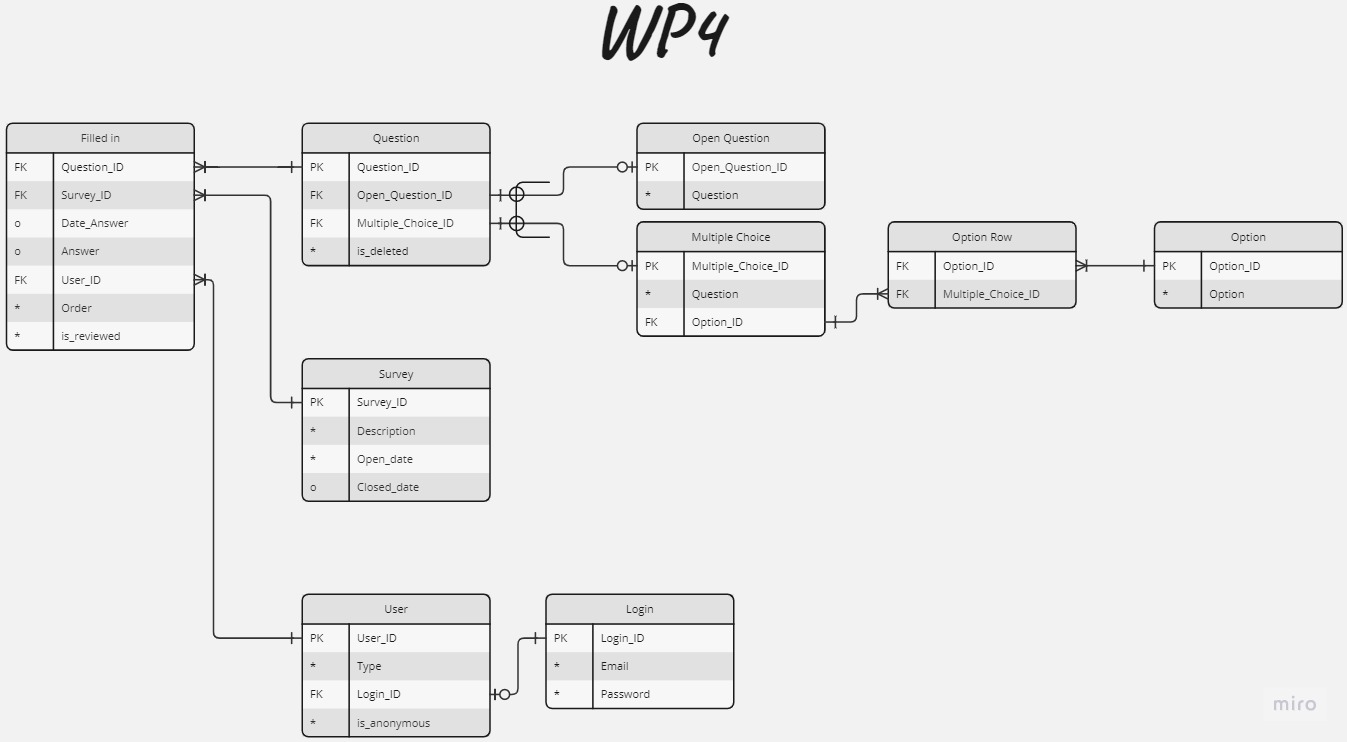 WP4
Filled in
FK Question_ID
FK Survey_ID
o Date_Answer
o Answer
FK User_ID
* Order
* is_reviewed
Question
PK Question_ID
FK Open_Question_ID
FK Multiple_Choice_ID
* is_deleted
Open Question
PK Open_Question_ID
* Question
Multiple Choice
PK Multiple_Choice_ID
* Question
FK Option_ID
Option Row
FK Option_ID
FK Multiple_Choice_ID
Option
PK Option_ID
* Option
Survey
PK Survey_ID
* Description
* Open_date
o Closed_date
User
PK User_ID
* Type
FK Login_ID
* is_anonymous
Login
PK Login_ID
* Email
* Password
miro